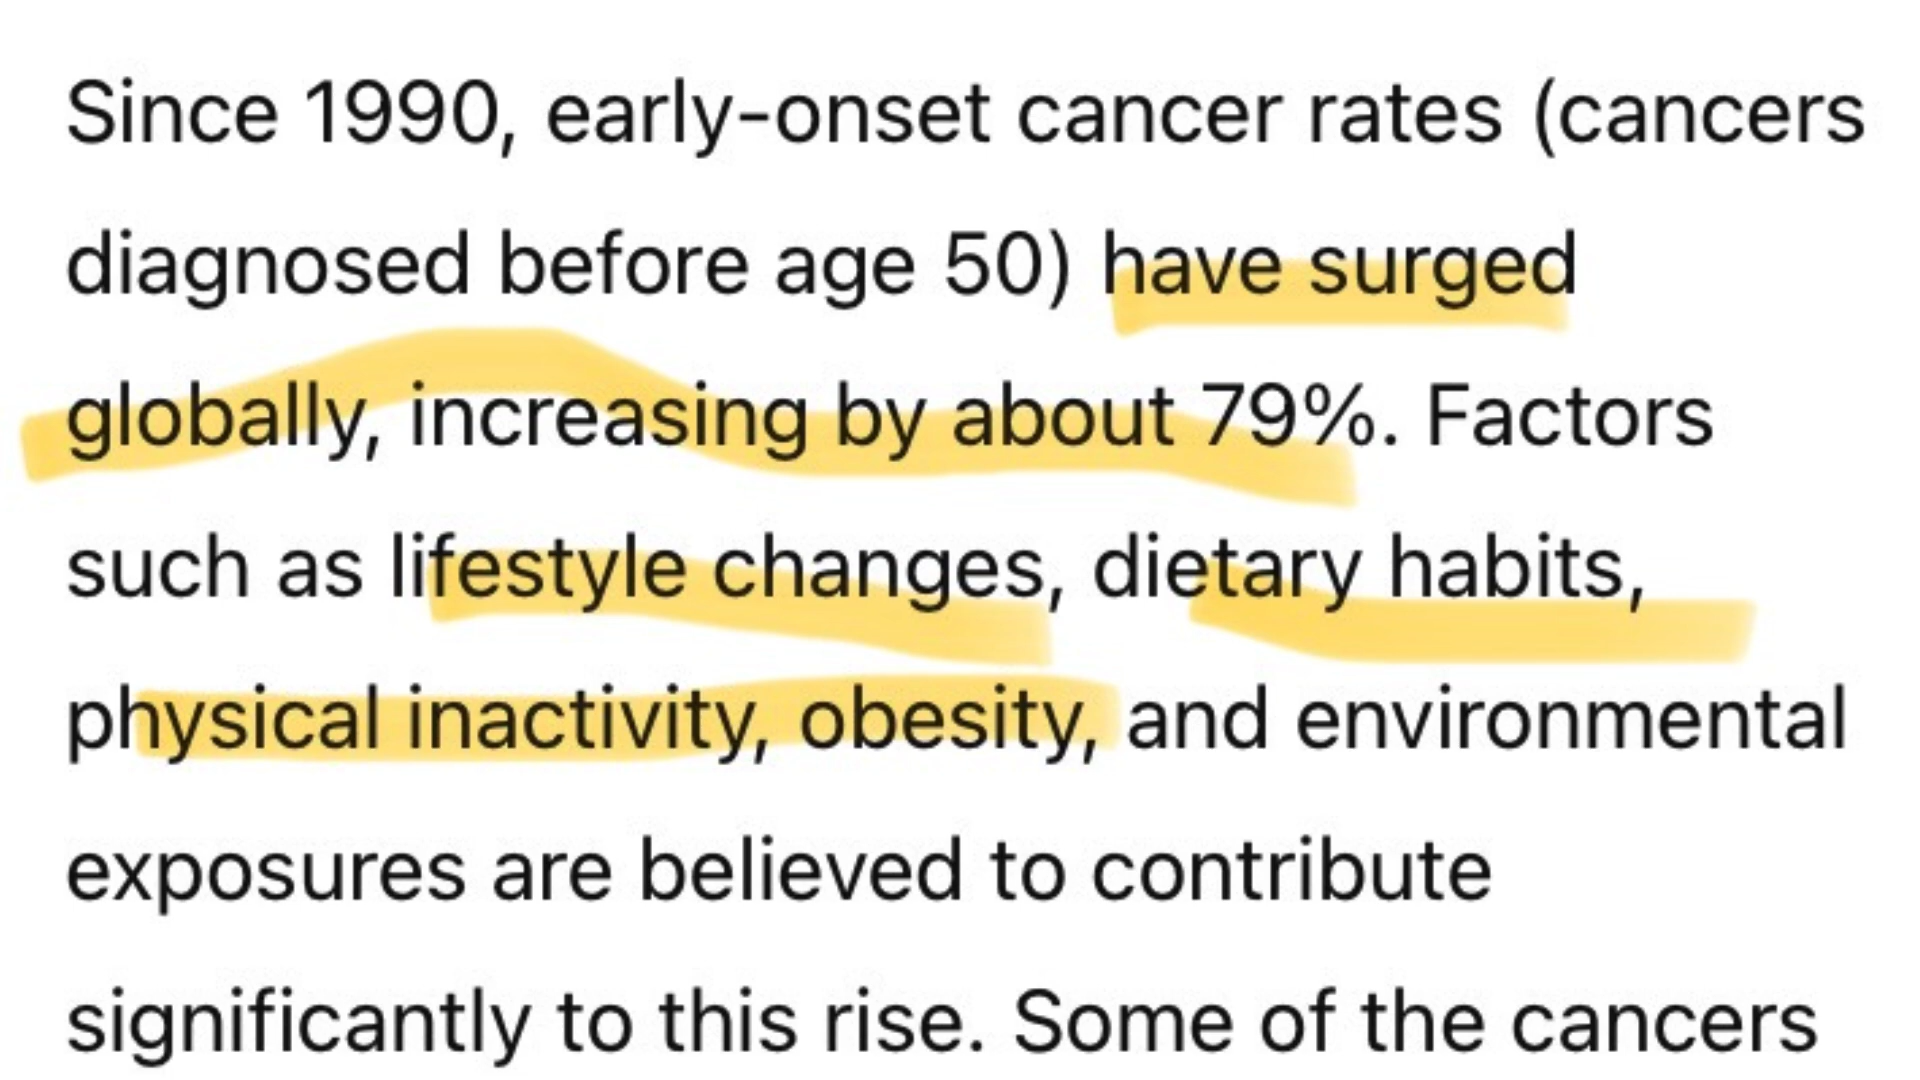 Since 1990, early-onset cancer rates (cancers
diagnosed before age 50) have surged
globally, increasing by about 79%. Factors
such as lifestyle changes, dietary habits,
physical inactivity, obesity, and environmental
exposures are believed to contribute
significantly to this rise. Some of the cancers